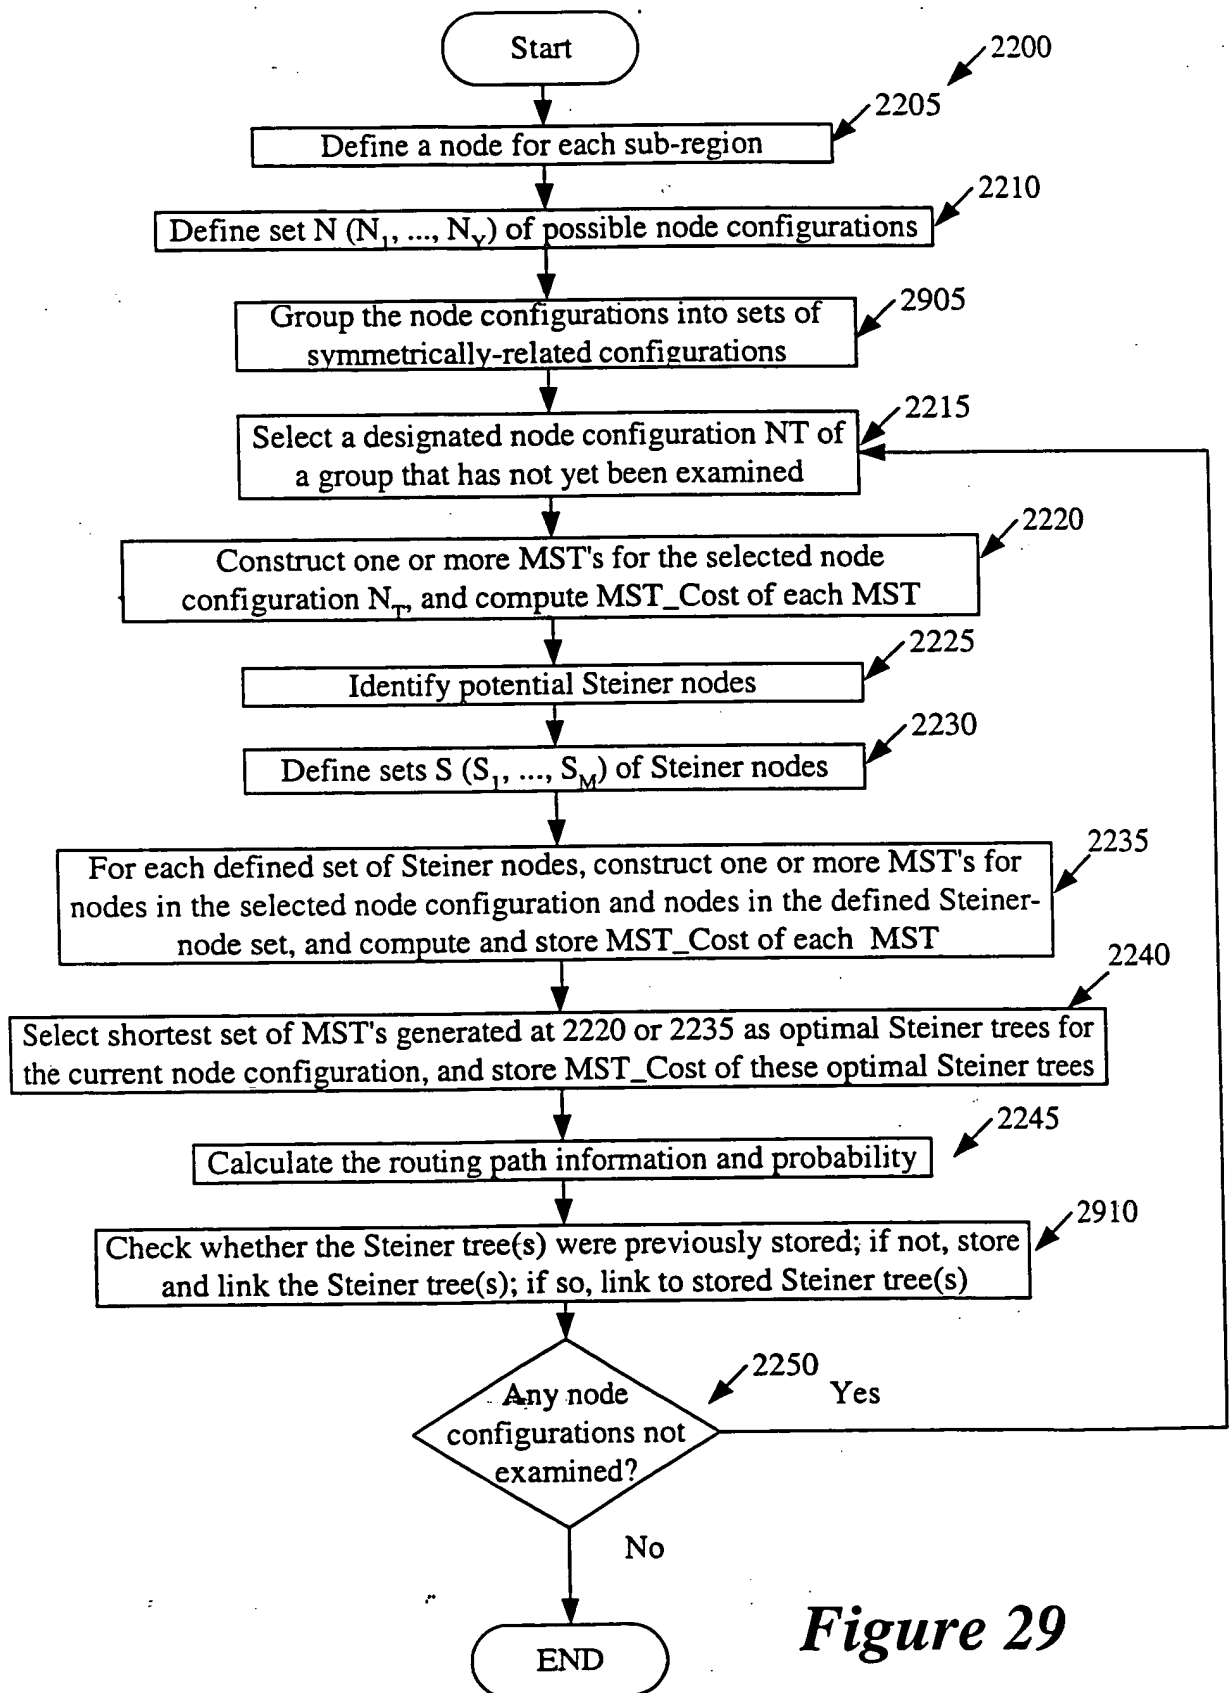 Start
2200
2205
Define a node for each sub-region
2210
Define set N (N1, ..., NY) of possible node configurations
2905
Group the node configurations into sets of
symmetrically-related configurations
2215
Select a designated node configuration NT of
a group that has not yet been examined
2220
Construct one or more MST's for the selected node
configuration NT, and compute MST_Cost of each MST
2225
Identify potential Steiner nodes
2230
Define sets S (S1, ..., SM) of Steiner nodes
2235
For each defined set of Steiner nodes, construct one or more MST's for
nodes in the selected node configuration and nodes in the defined Steiner-
node set, and compute and store MST_Cost of each MST
2240
Select shortest set of MST's generated at 2220 or 2235 as optimal Steiner trees for
the current node configuration, and store MST_Cost of these optimal Steiner trees
2245
Calculate the routing path information and probability
2910
Check whether the Steiner tree(s) were previously stored; if not, store
and link the Steiner tree(s); if so, link to stored Steiner tree(s)
2250
Any node
configurations not
examined?
Yes
No
END
Figure 29